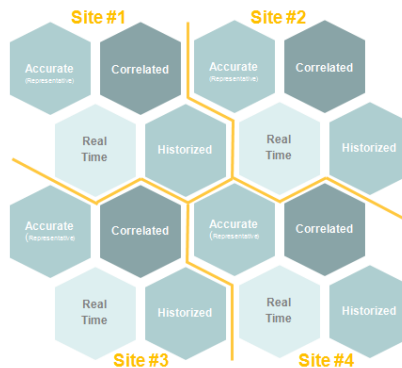 Site #1
Site #2
Accurate
(Representative)
Correlated
Accurate
(Representative)
Correlated
Real
Time
Historized
Real
Time
Historized
Accurate
(Representative)
Correlated
Accurate
(Representative)
Correlated
Real
Time
Historized
Real
Time
Historized
Site #3
Site #4